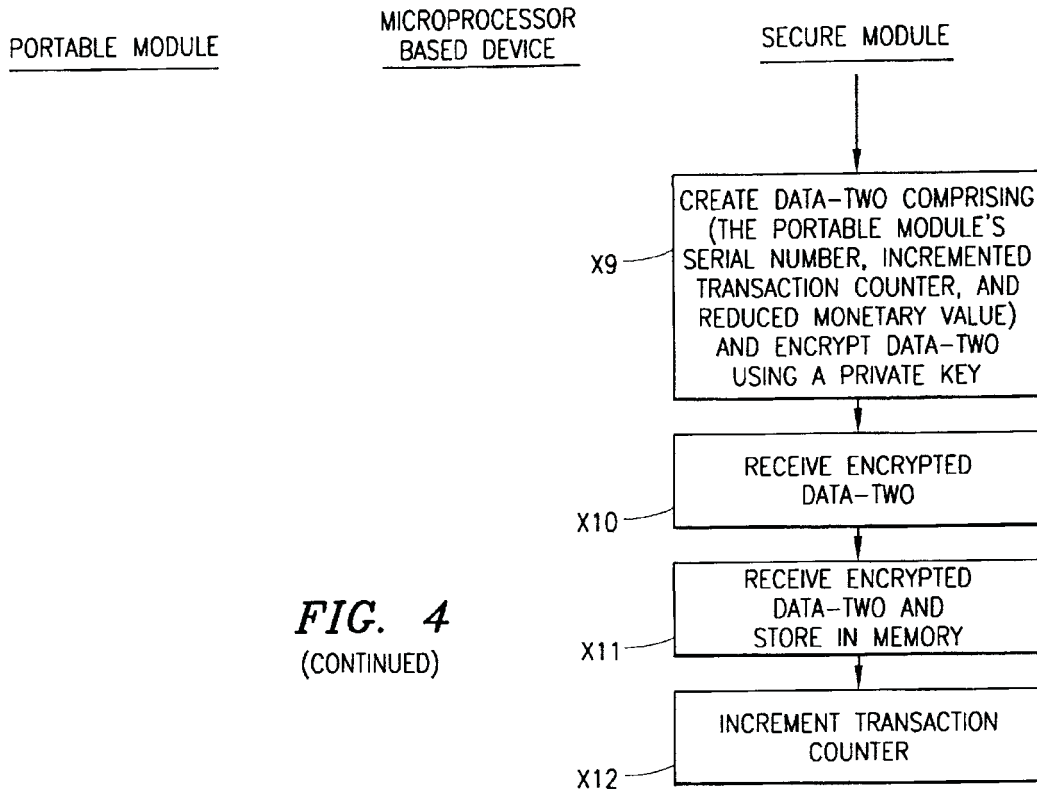 PORTABLE MODULE
MICROPROCESSOR
BASED DEVICE
SECURE MODULE
X9
CREATE DATA-TWO COMPRISING
(THE PORTABLE MODULE'S
SERIAL NUMBER, INCREMENTED
TRANSACTION COUNTER, AND
REDUCED MONETARY VALUE)
AND ENCRYPT DATA-TWO
USING A PRIVATE KEY
X10
RECEIVE ENCRYPTED
DATA-TWO
X11
RECEIVE ENCRYPTED
DATA-TWO AND
STORE IN MEMORY
X12
INCREMENT TRANSACTION
COUNTER
FIG. 4
(CONTINUED)